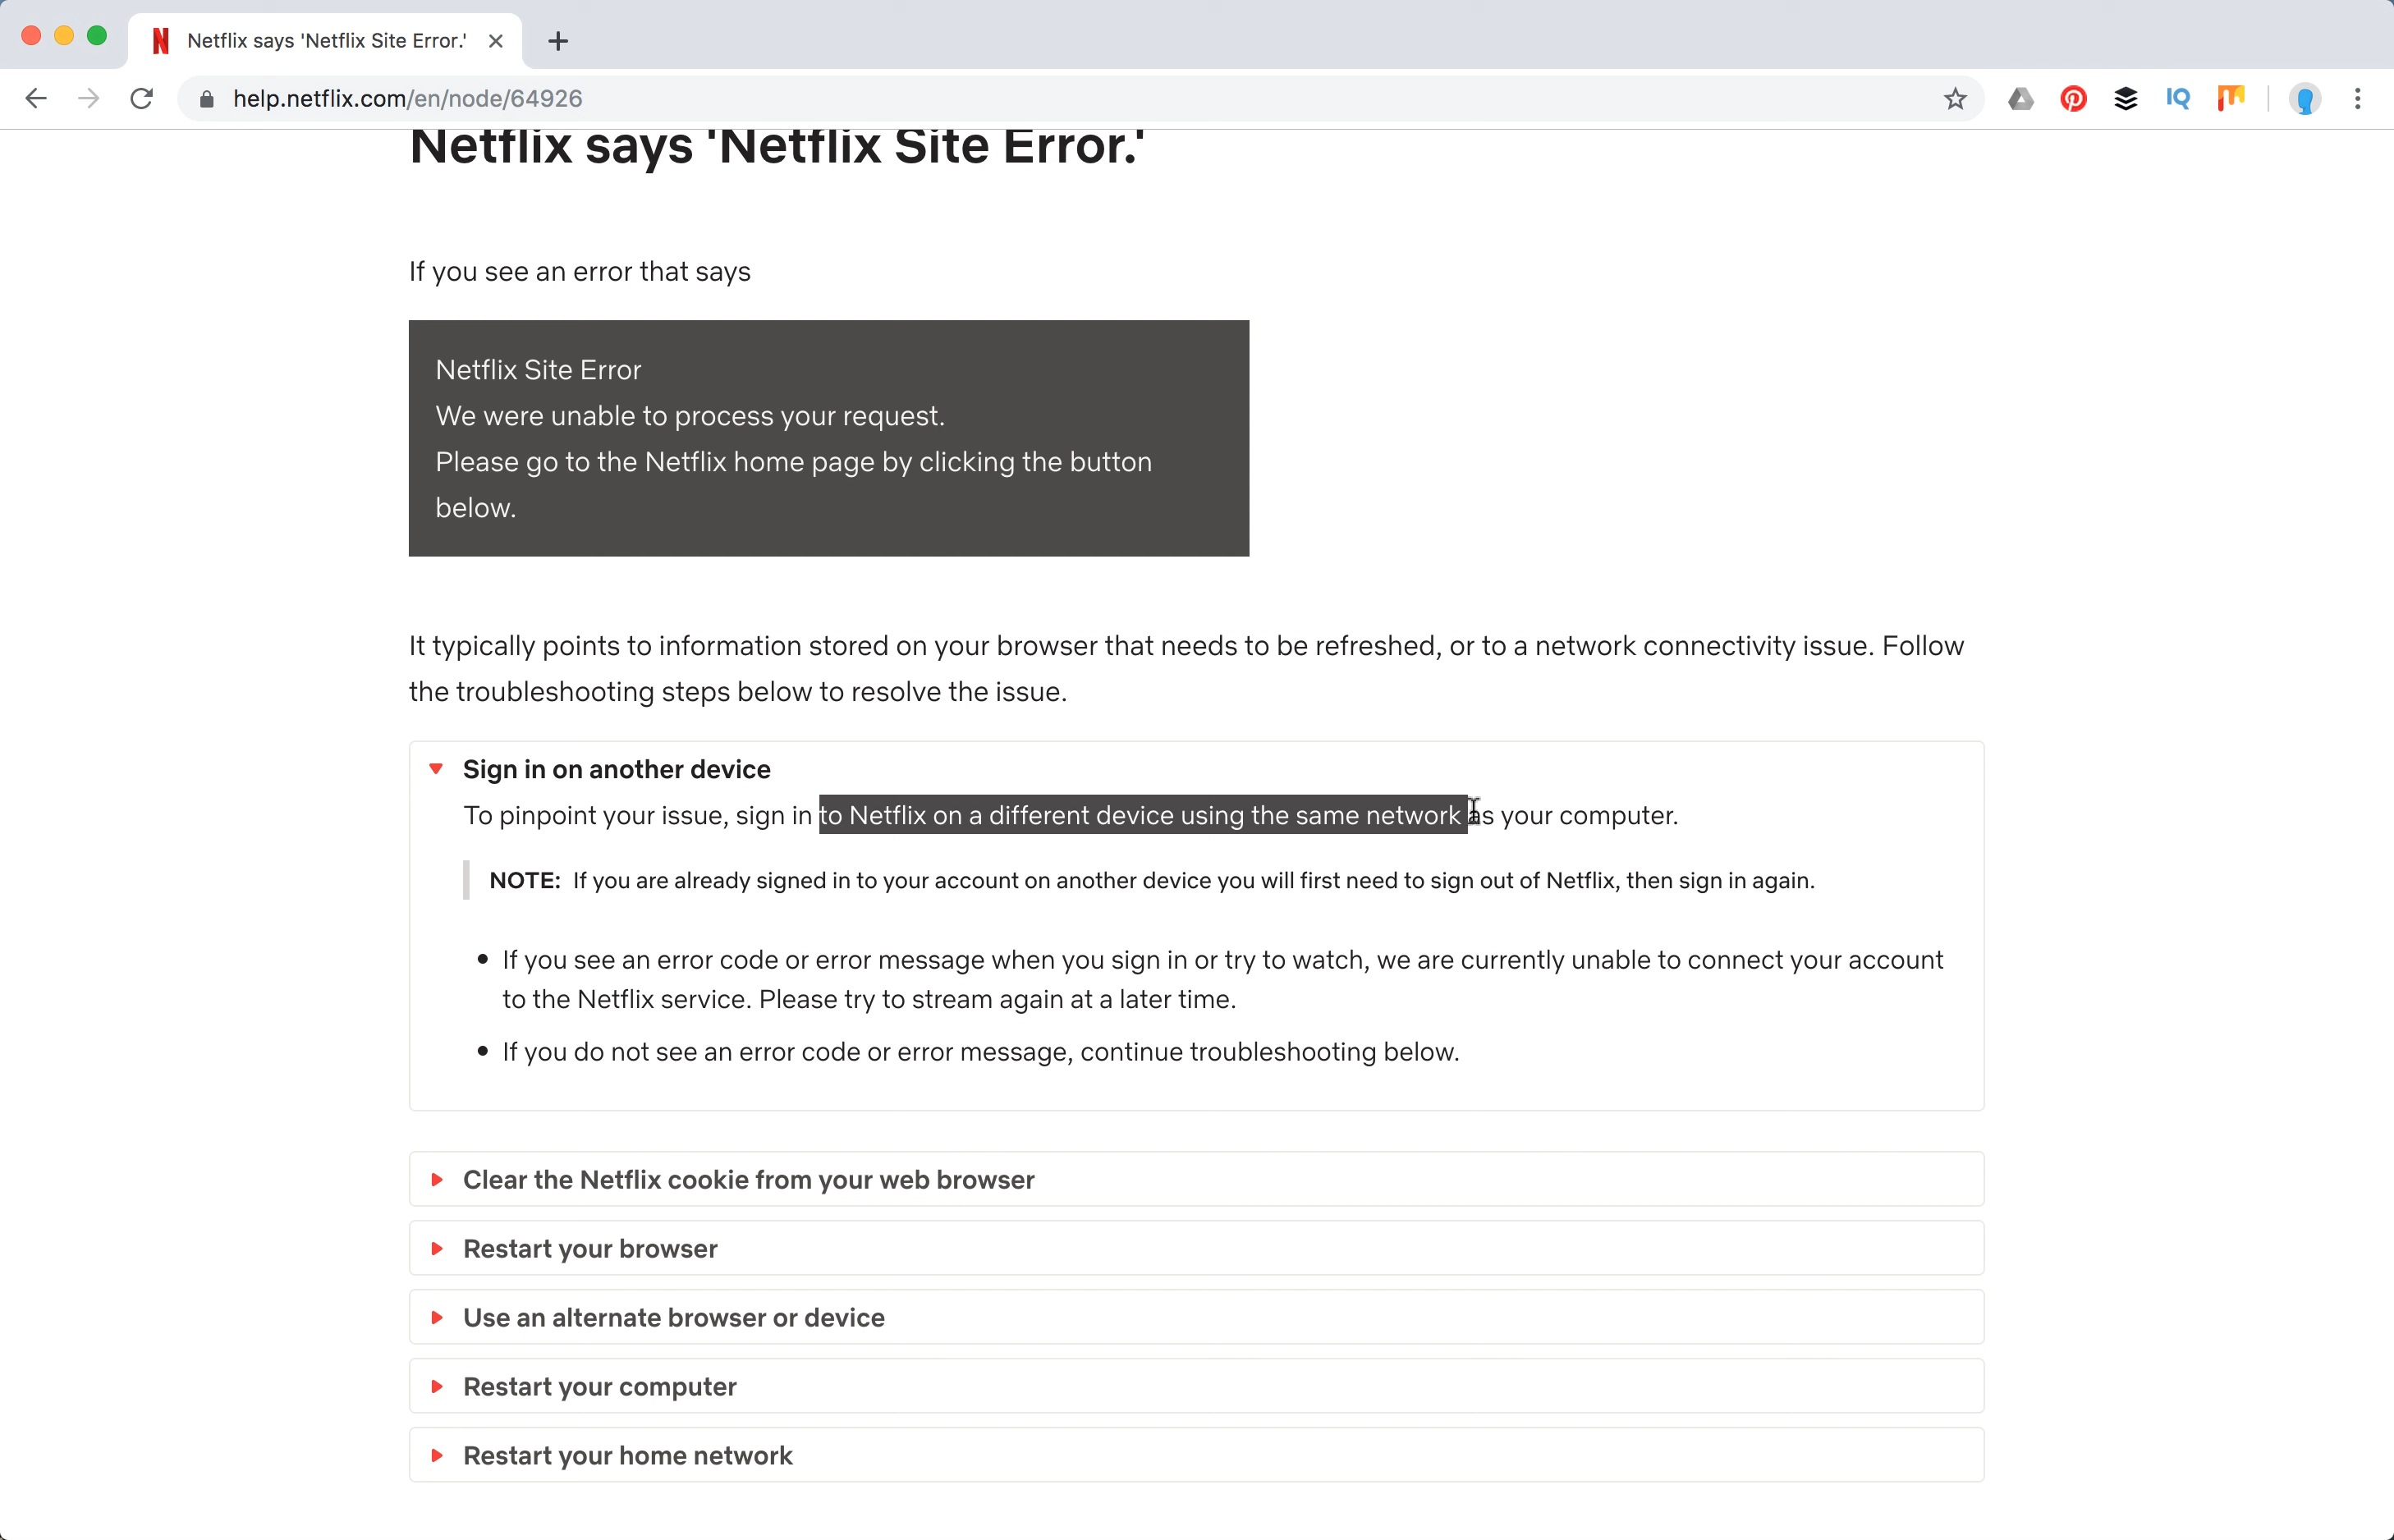 Netflix says 'Netflix Site Error.'
help.netflix.com/en/node/64926
IQ
Netflix says 'Netflix Site Error.'
If you see an error that says
Netflix Site Error
We were unable to process your request.
Please go to the Netflix home page by clicking the button
below.
It typically points to information stored on your browser that needs to be refreshed, or to a network connectivity issue. Follow
the troubleshooting steps below to resolve the issue.
Sign in on another device
To pinpoint your issue, sign in to Netflix on a different device using the same network as your computer.
NOTE: If you are already signed in to your account on another device you will first need to sign out of Netflix, then sign in again.
• If you see an error code or error message when you sign in or try to watch, we are currently unable to connect your account
to the Netflix service. Please try to stream again at a later time.
• If you do not see an error code or error message, continue troubleshooting below.
Clear the Netflix cookie from your web browser
Restart your browser
Use an alternate browser or device
Restart your computer
Restart your home network